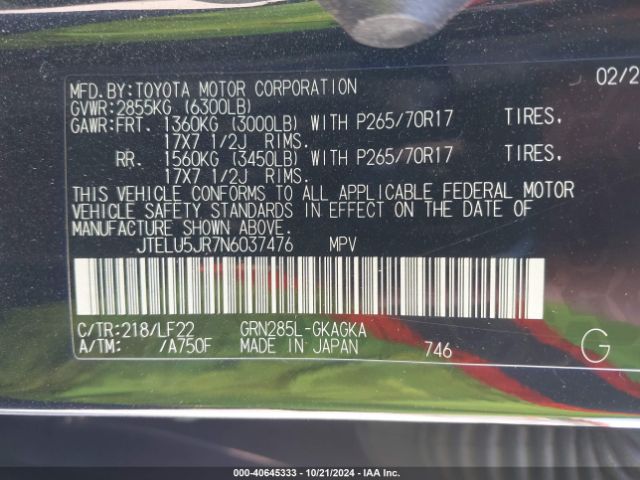 MFD.BY:TOYOTA MOTOR CORPORATION 02/2
GVWR:2855KG (6300LB)
GAWR:FRT. 1360KG (3000LB) WITH P265/70R17 TIRES.
17X7 1/2J RIMS.
RR. 1560KG (3450LB) WITH P265/70R17 TIRES,
17X7 1/2J RIMS.
THIS VEHICLE CONFORMS TO ALL APPLICABLE FEDERAL MOTOR
VEHICLE SAFETY STANDARDS IN EFFECT ON THE DATE OF
MANUFACTURE SHOWN ABOVE.
JTELU5JR7N6037476 MPV
C/TR:218/LF22 GRN285L-GKAGKA
A/TM: /A750F MADE IN JAPAN 746 G
000-40645333 - 10/21/2024 - IAA Inc.